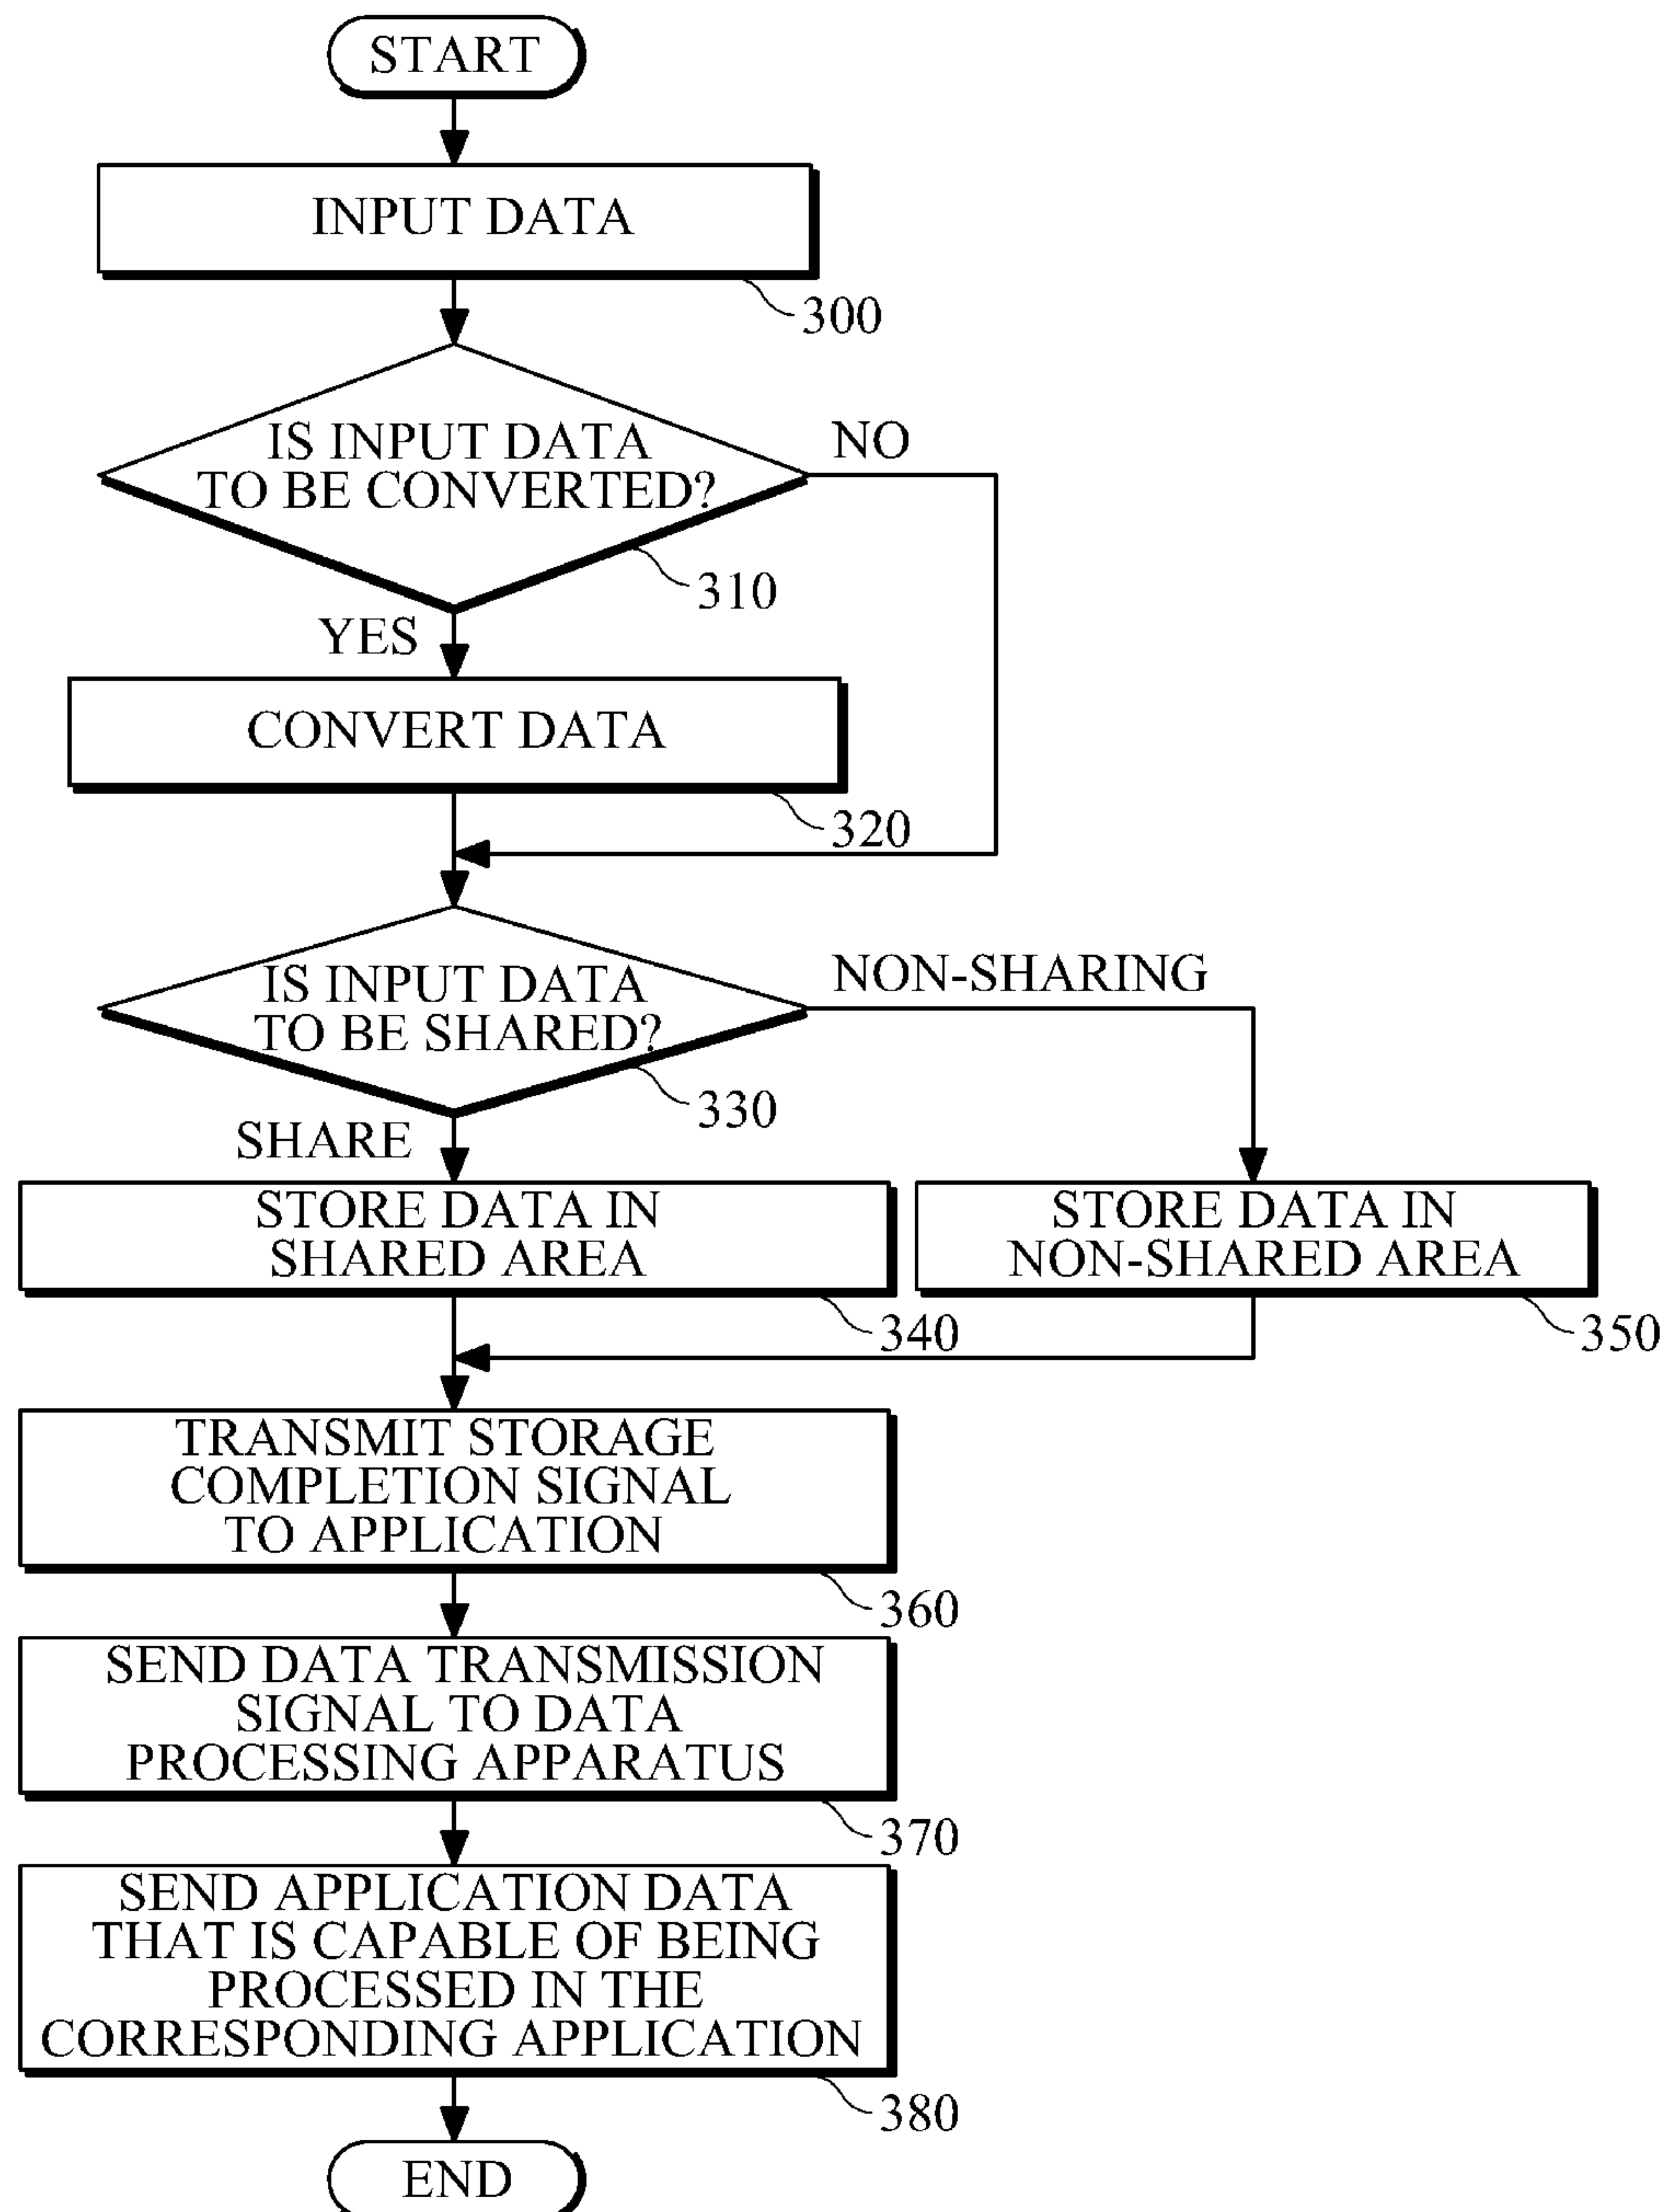 START
INPUT DATA
300
IS INPUT DATA
TO BE CONVERTED?
NO
310
YES
CONVERT DATA
320
IS INPUT DATA
TO BE SHARED?
NON-SHARING
330
SHARE
STORE DATA IN
SHARED AREA
340
STORE DATA IN
NON-SHARED AREA
350
TRANSMIT STORAGE
COMPLETION SIGNAL
TO APPLICATION
360
SEND DATA TRANSMISSION
SIGNAL TO DATA
PROCESSING APPARATUS
370
SEND APPLICATION DATA
THAT IS CAPABLE OF BEING
PROCESSED IN THE
CORRESPONDING APPLICATION
380
END